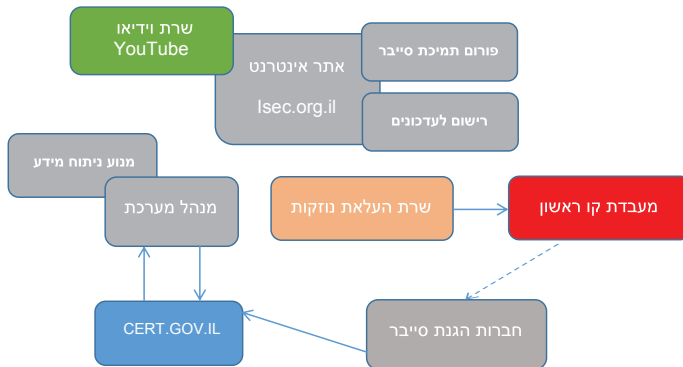 שרת וידיאו
YouTube
אתר אינטרנט
Isec.org.il
פורום תמיכת סייבר
רישום לעדכונים
מנוע ניתוח מידע
מנהל מערכת
שרת העלאת נוזקות
מעבדת קו ראשון
CERT.GOV.IL
חברות הגנת סייבר